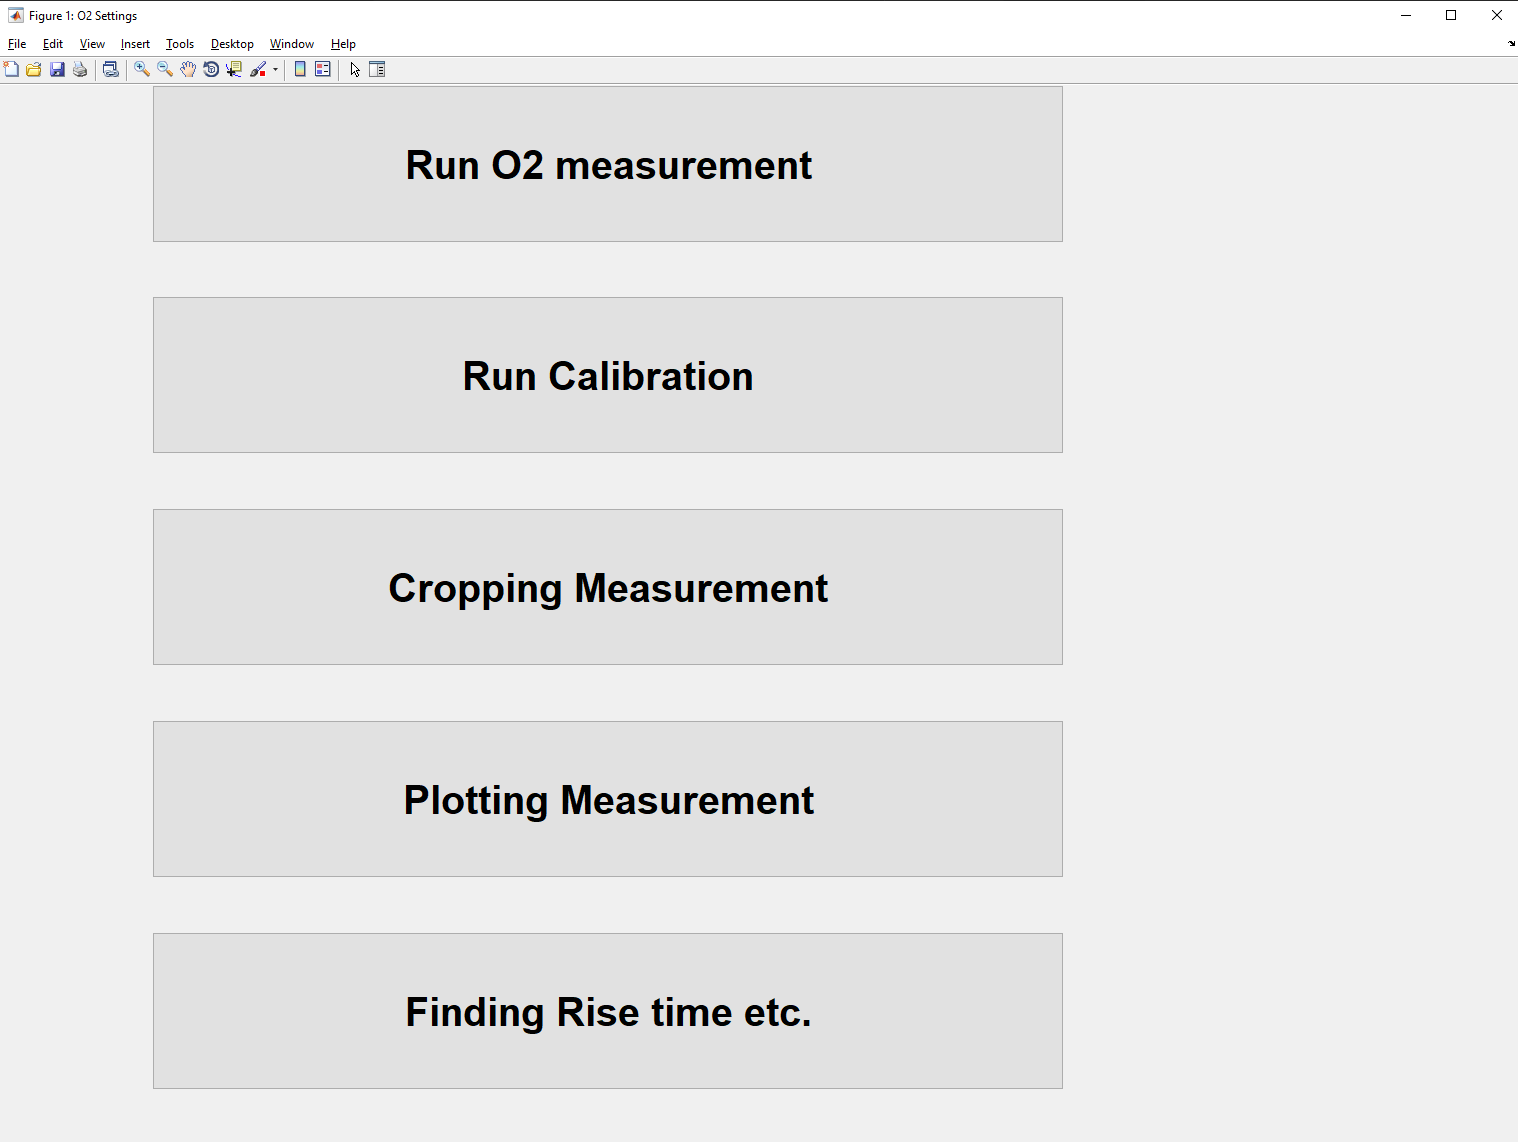 Figure 1: O2 Settings
File Edit View Insert Tools Desktop Window Help
Run O2 measurement
Run Calibration
Cropping Measurement
Plotting Measurement
Finding Rise time etc.